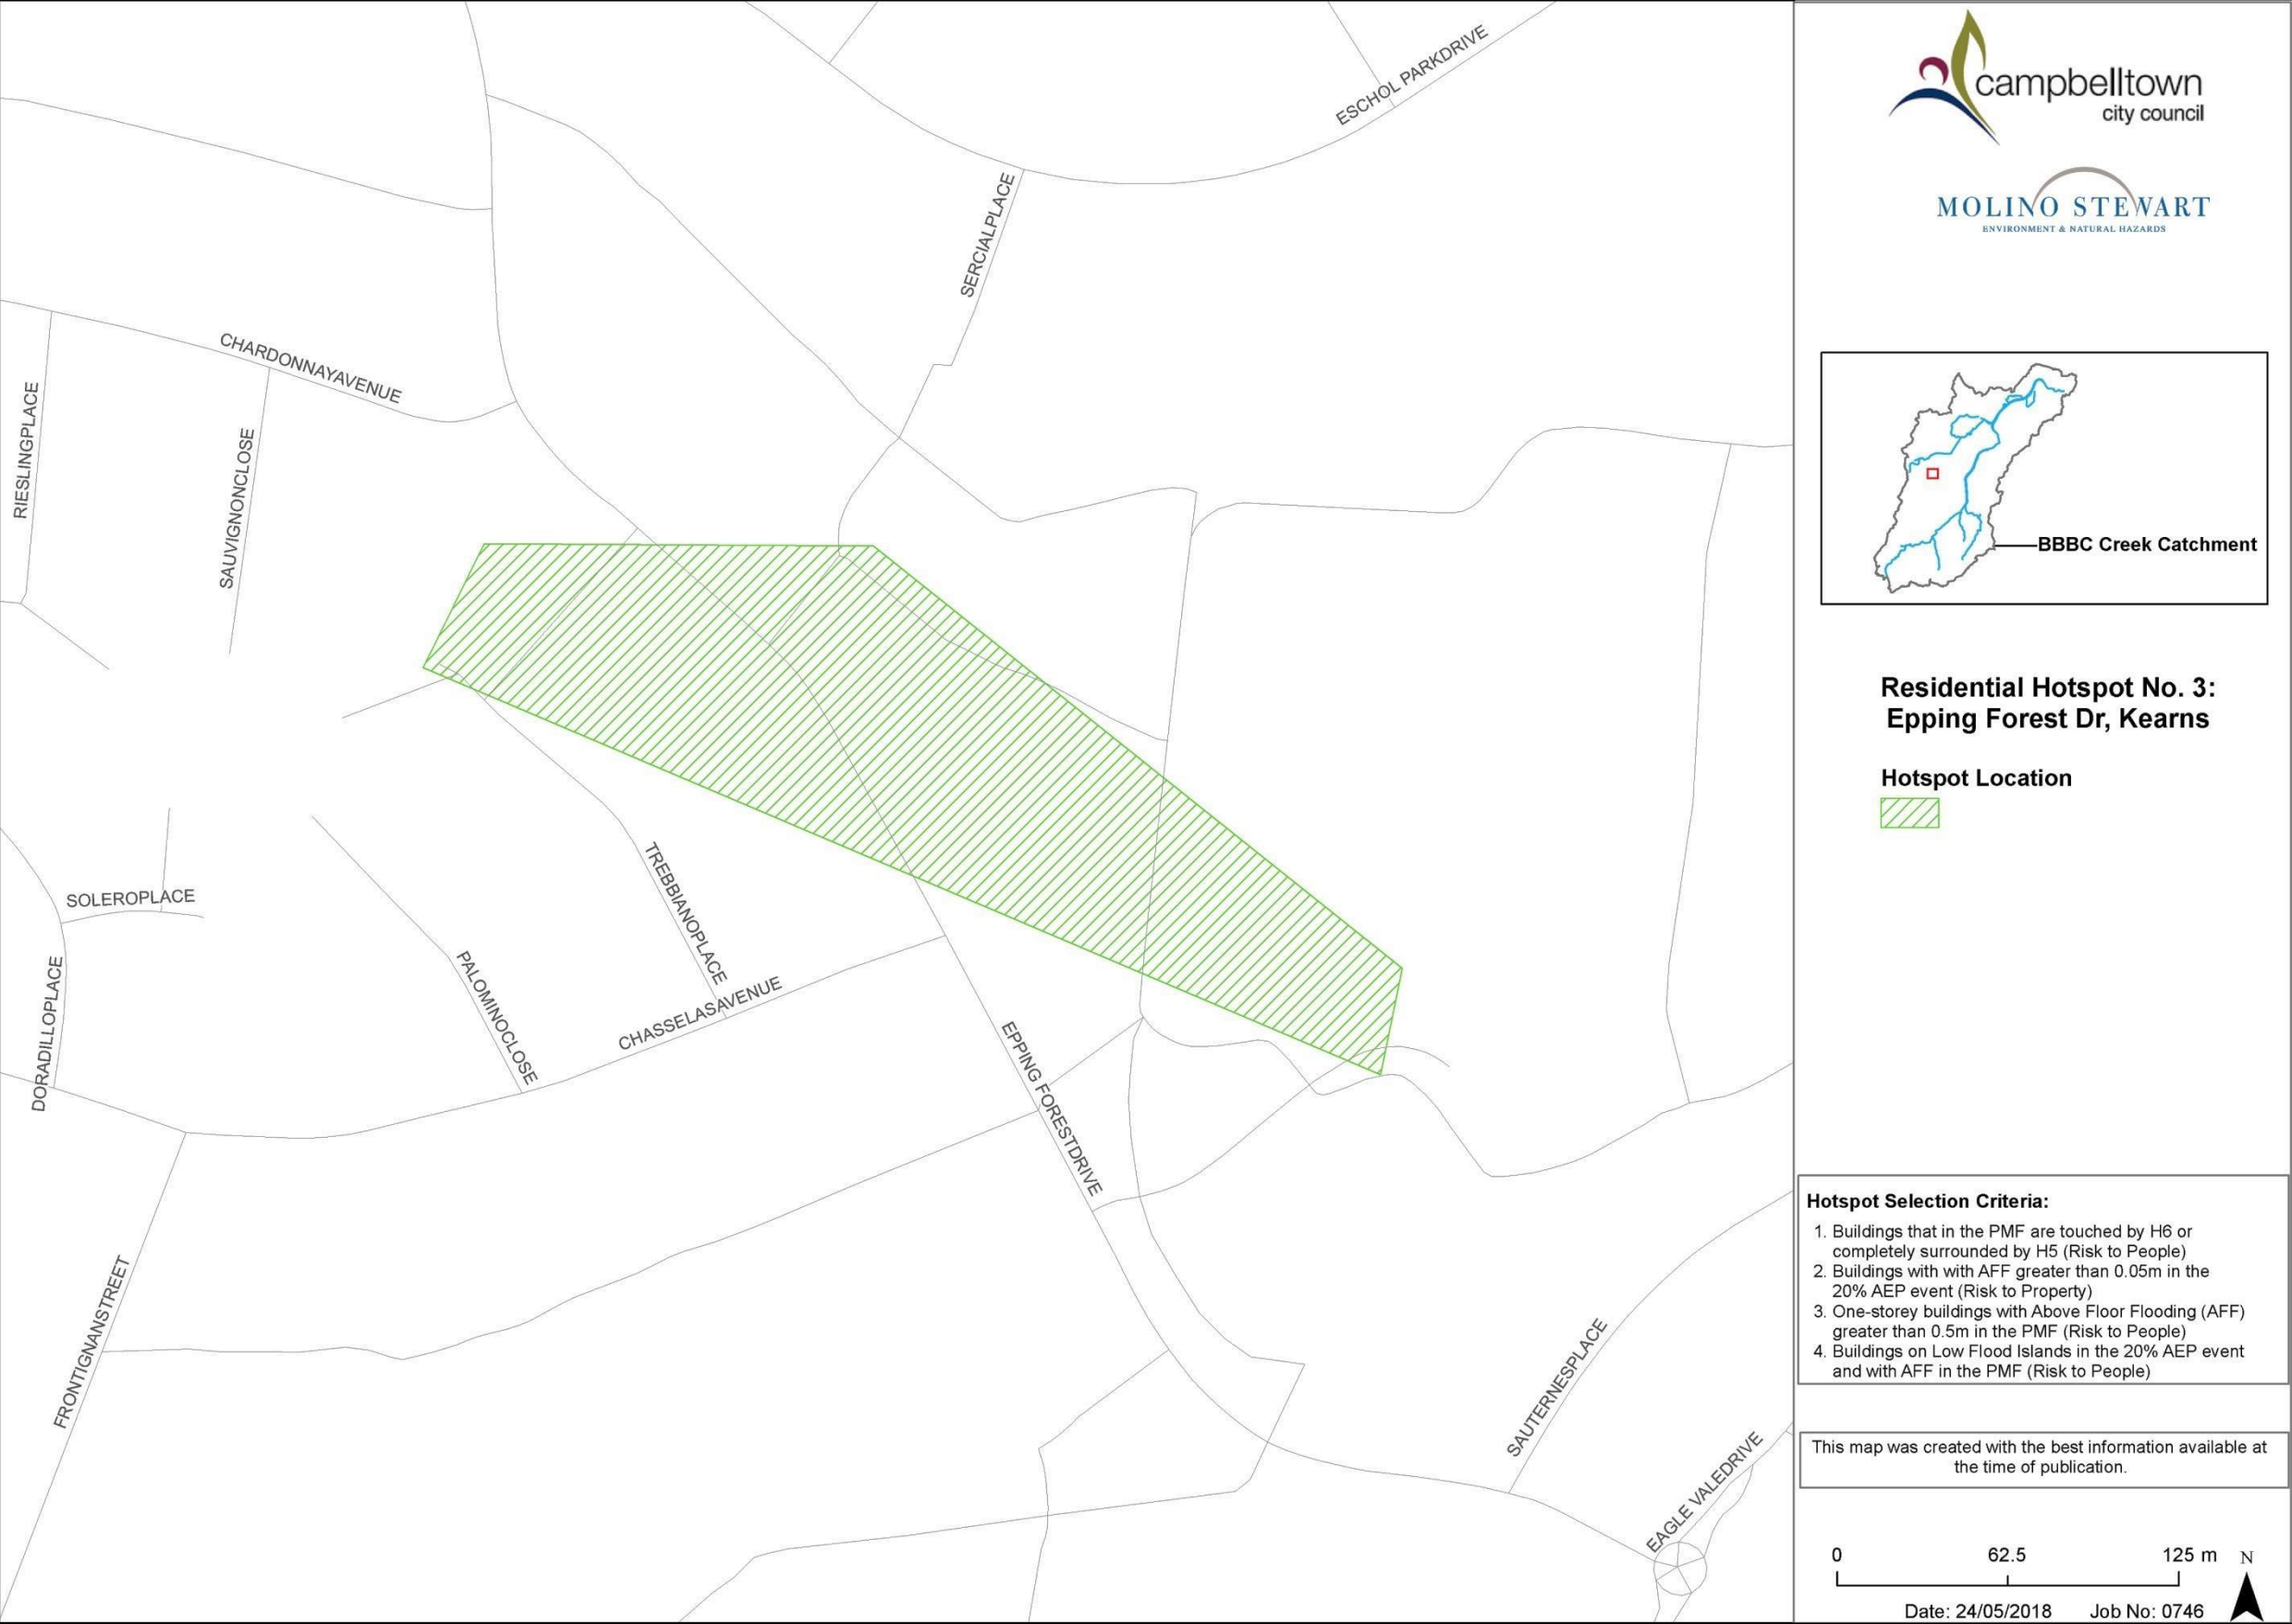 ESCHOL PARKDRIVE
SERCIALPLACE
CHARDONNAYAVENUE
RIESLINGPLACE
SAUVIGNONCLOSE
TREBBIANOPLACE
SOLEROPLACE
DORADILLOPLACE
PALOMINOCLOSE
CHASSELASAVENUE
EPPING FORESTDRIVE
FRONTIGNANSTREET
SAUTERNESPLACE
EAGLE VALEDRIVE
campbelltown
city council
MOLINO STEWART
ENVIRONMENT & NATURAL HAZARDS
BBBC Creek Catchment
Residential Hotspot No. 3:
Epping Forest Dr, Kearns
Hotspot Location
Hotspot Selection Criteria:
1. Buildings that in the PMF are touched by H6 or
completely surrounded by H5 (Risk to People)
2. Buildings with with AFF greater than 0.05m in the
20% AEP event (Risk to Property)
3. One-storey buildings with Above Floor Flooding (AFF)
greater than 0.5m in the PMF (Risk to People)
4. Buildings on Low Flood Islands in the 20% AEP event
and with AFF in the PMF (Risk to People)
This map was created with the best information available at
the time of publication.
0 62.5 125 m N
Date: 24/05/2018 Job No: 0746